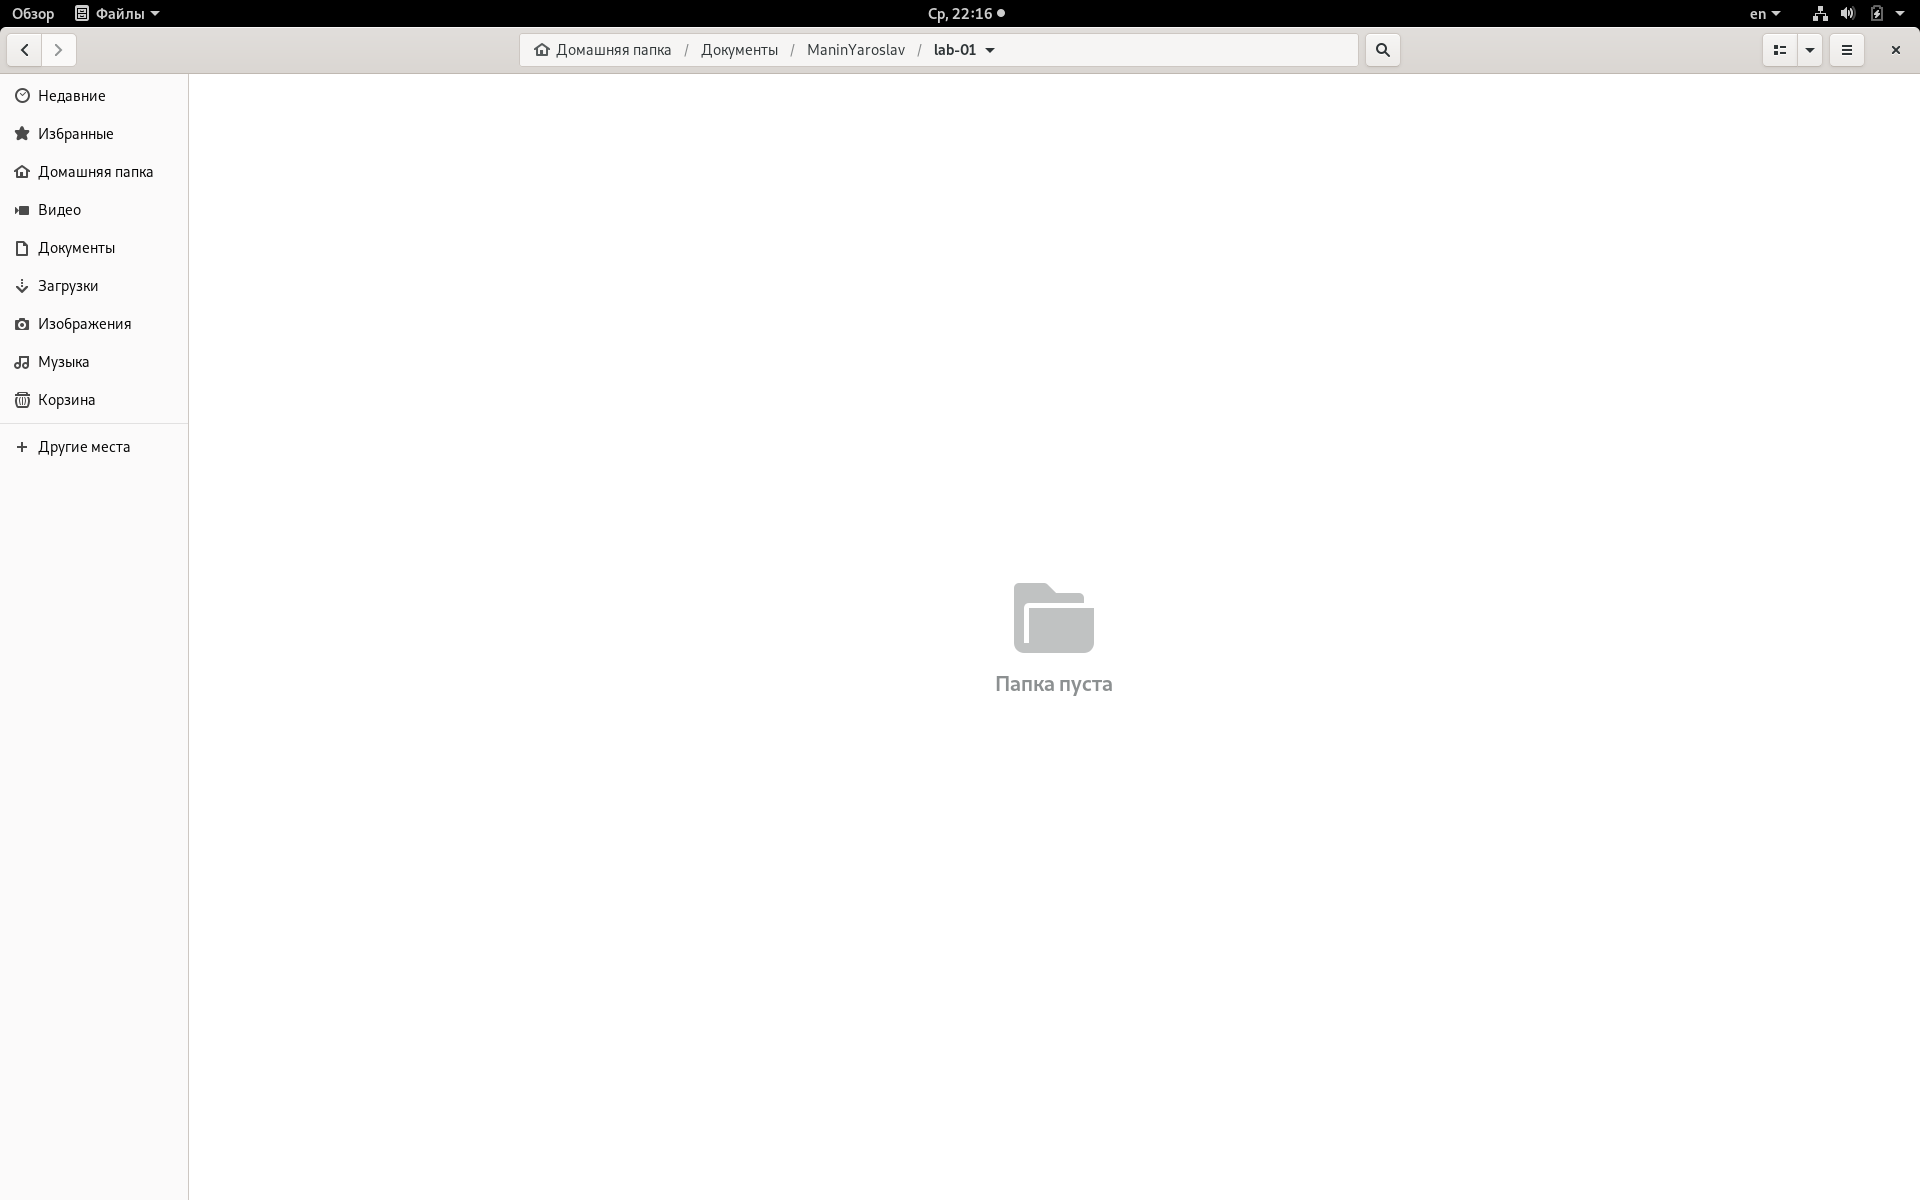 Обзор Файлы Ср, 22:16 en
Домашняя папка / Документы / ManinYaroslav / lab-01
Недавние
Избранные
Домашняя папка
Видео
Документы
Загрузки
Изображения
Музыка
Корзина
Другие места
Папка пуста